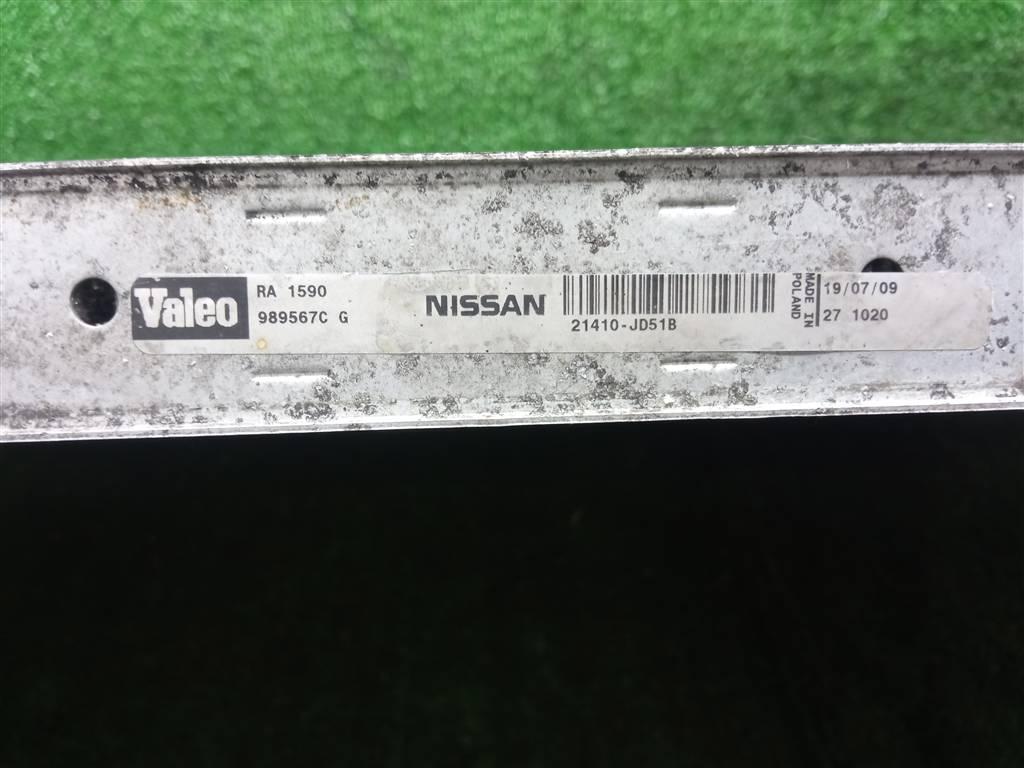 Valeo
RA 1590
989567C G
NISSAN
21410-JD51B
MADE IN
POLAND
19/07/09
27 1020